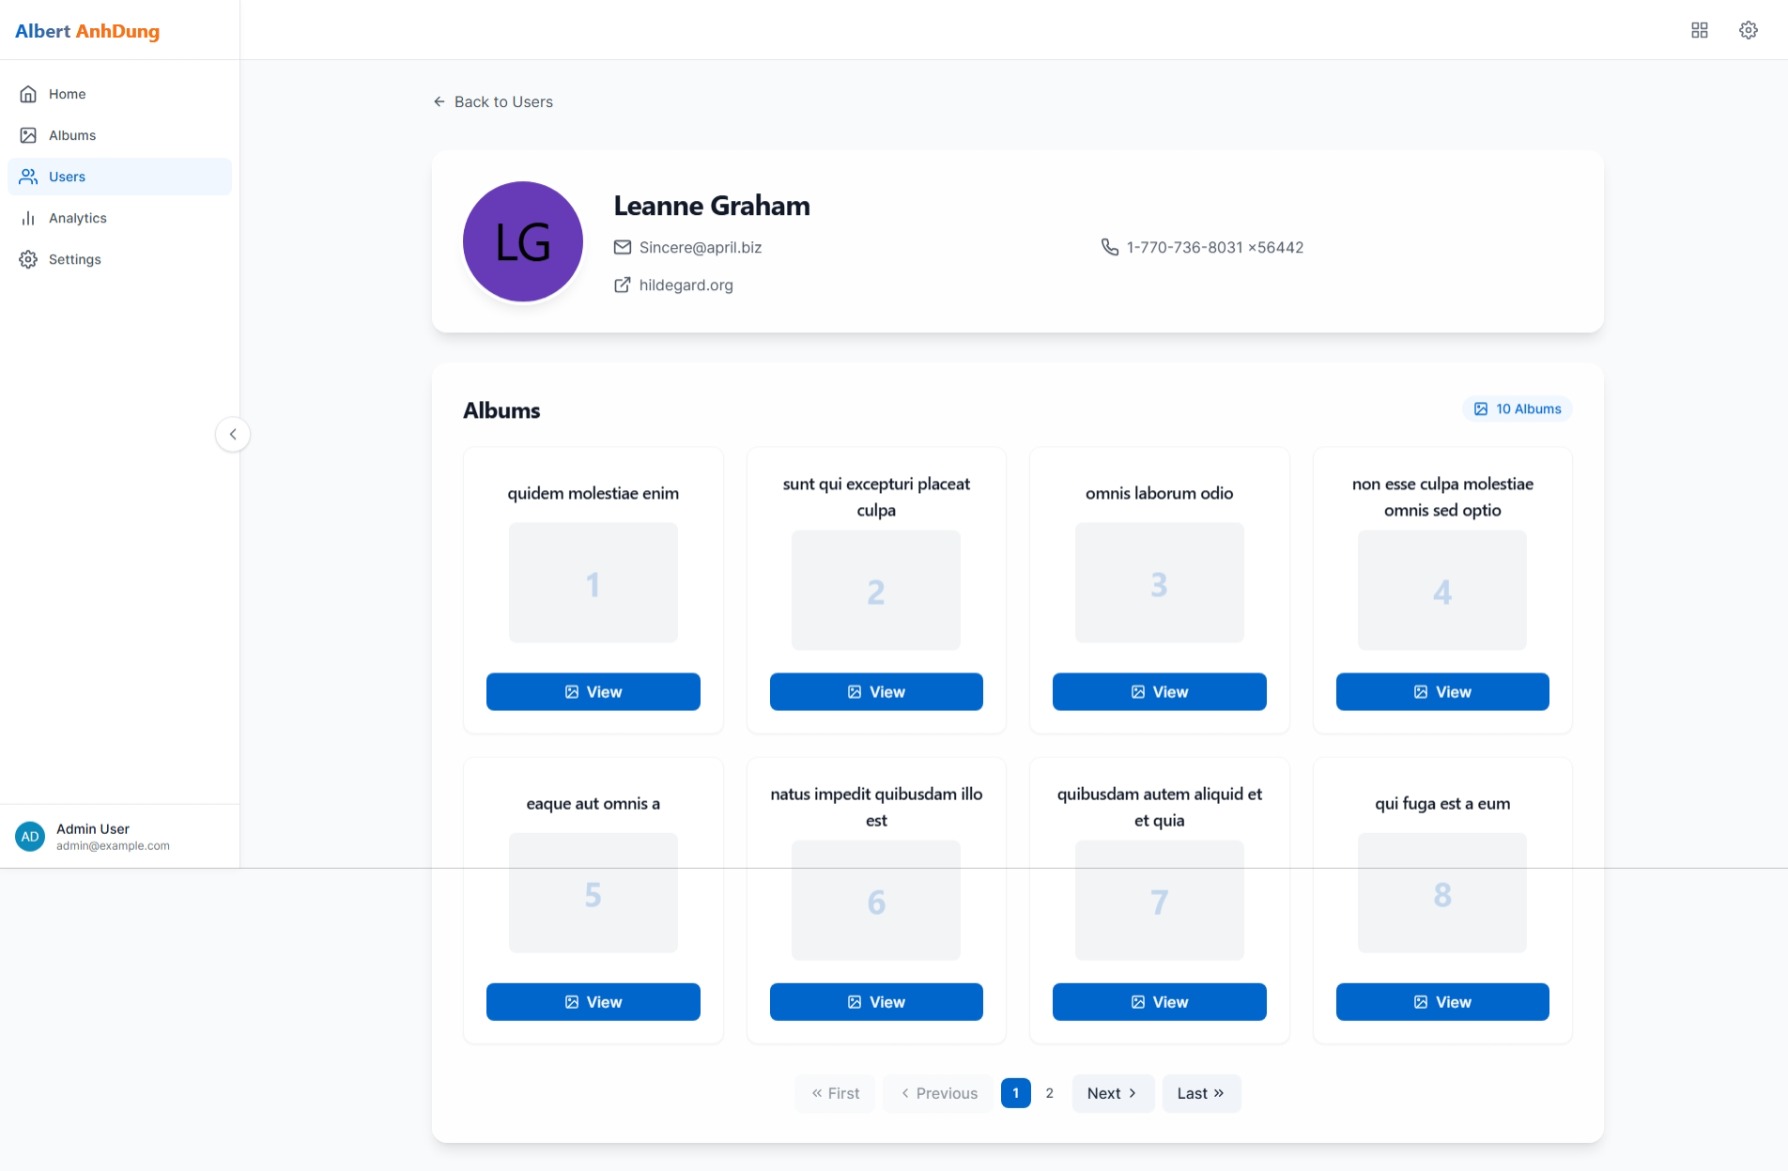 Albert AnhDung
Home
Albums
Users
Analytics
Settings
Admin User
AD
admin@example.com
Back to Users
LG
Leanne Graham
Sincere@april.biz
1-770-736-8031 x56442
hildegard.org
Albums
10 Albums
quidem molestiae enim
1
View
sunt qui excepturi placeat
culpa
2
View
omnis laborum odio
3
View
non esse culpa molestiae
omnis sed optio
4
View
eaque aut omnis a
5
View
natus impedit quibusdam illo
est
6
View
quibusdam autem aliquid et
et quia
7
View
qui fuga est a eum
8
View
« First
‹ Previous
1
2
Next ›
Last »